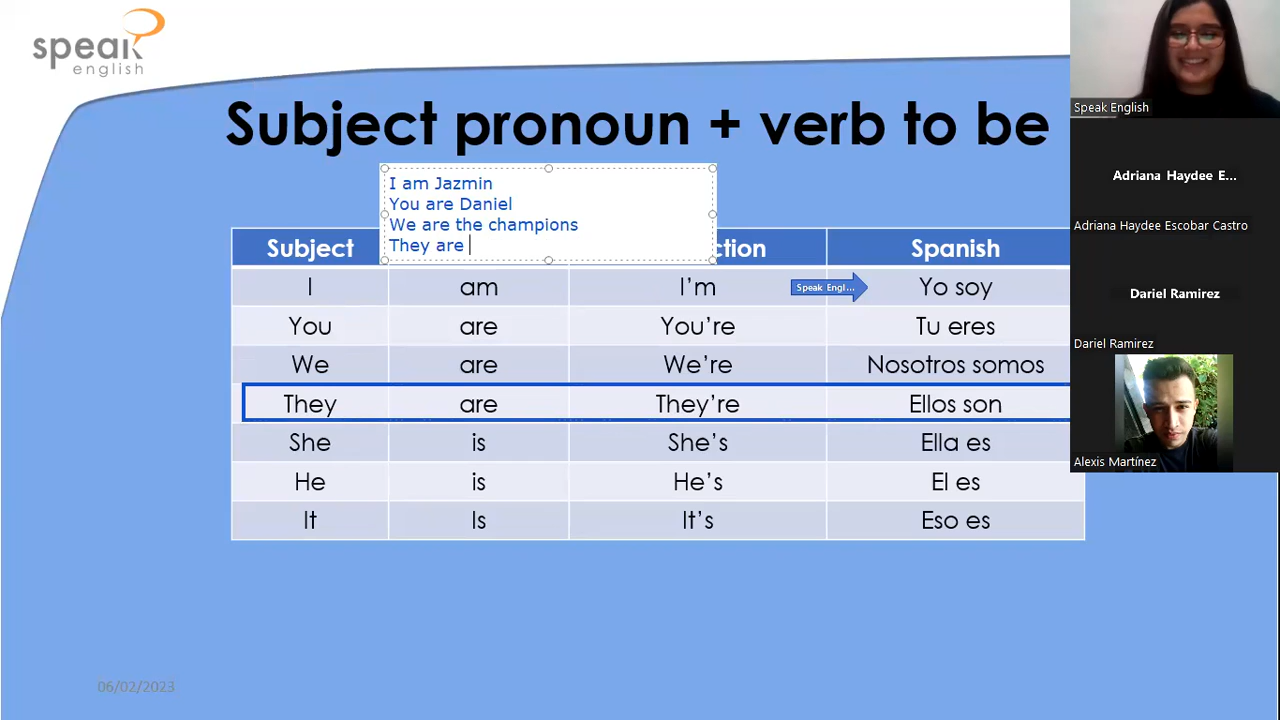 speak
english
Subject pronoun + verb to be
I am Jazmin
You are Daniel
We are the champions
They are
Subject
ction
Spanish
I
am
I’m
Speak Engl...
Yo soy
You
are
You’re
Tu eres
We
are
We’re
Nosotros somos
They
are
They’re
Ellos son
She
is
She’s
Ella es
He
is
He’s
El es
It
Is
It’s
Eso es
06/02/2023
Speak English
Adriana Haydee E...
Adriana Haydee Escobar Castro
Dariel Ramirez
Dariel Ramirez
Alexis Martínez